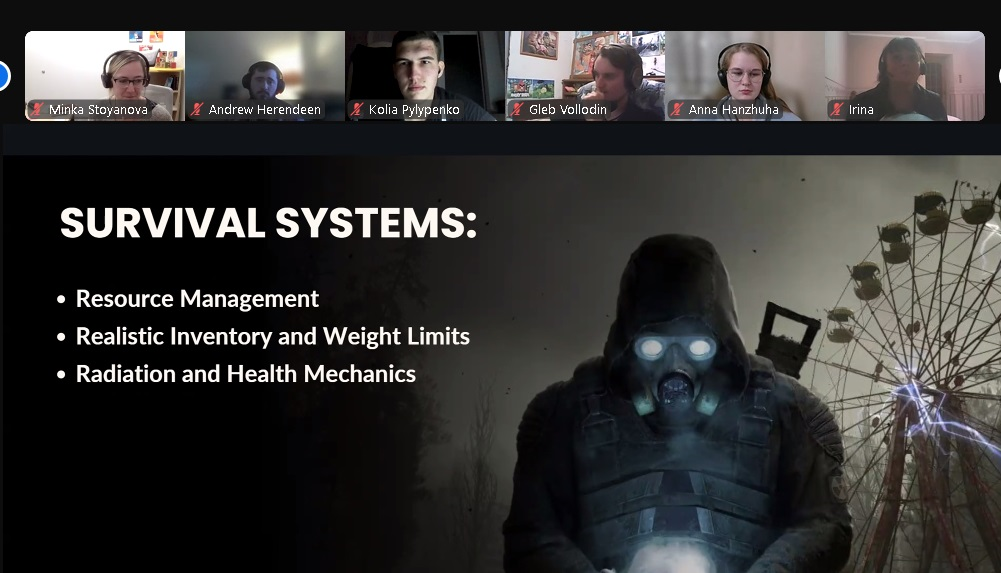 Minka Stoyanova
Andrew Herendeen
Kolia Pylypenko
Gleb Vollodin
Anna Hanzhuha
Irina
SURVIVAL SYSTEMS:
• Resource Management
• Realistic Inventory and Weight Limits
• Radiation and Health Mechanics